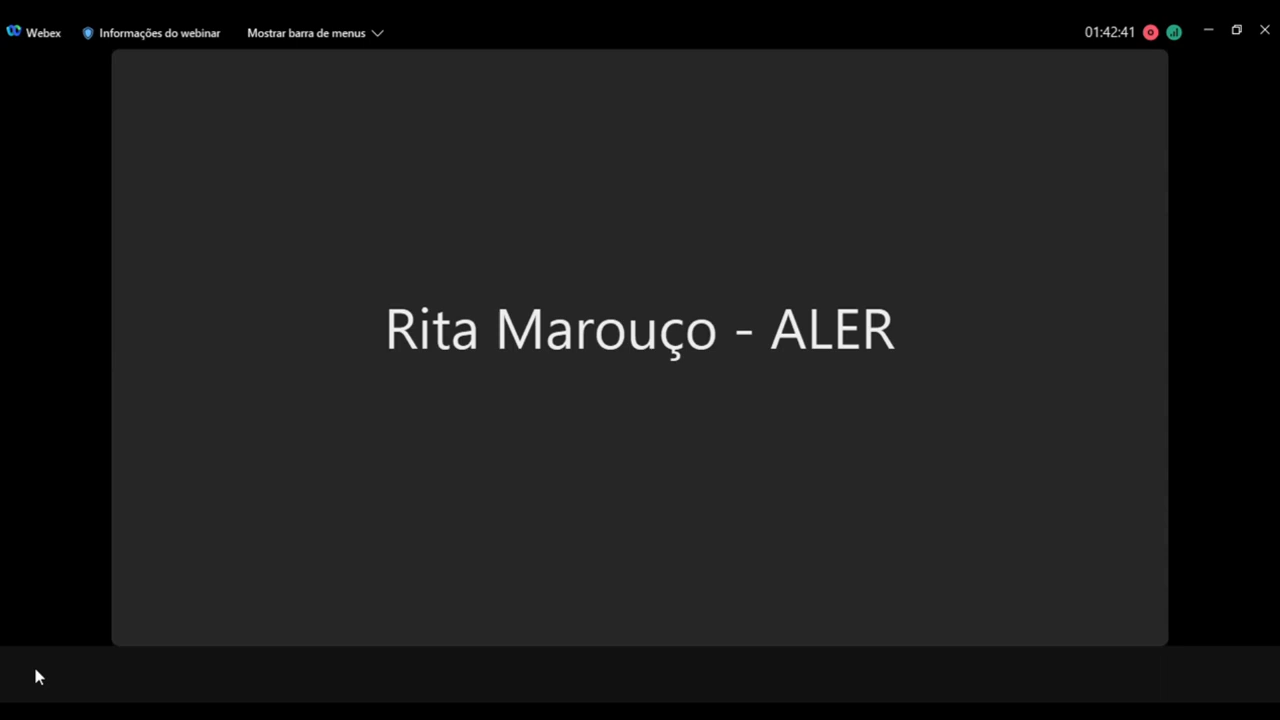 Webex Informações do webinar Mostrar barra de menus 01:42:41
Rita Marouço - ALER